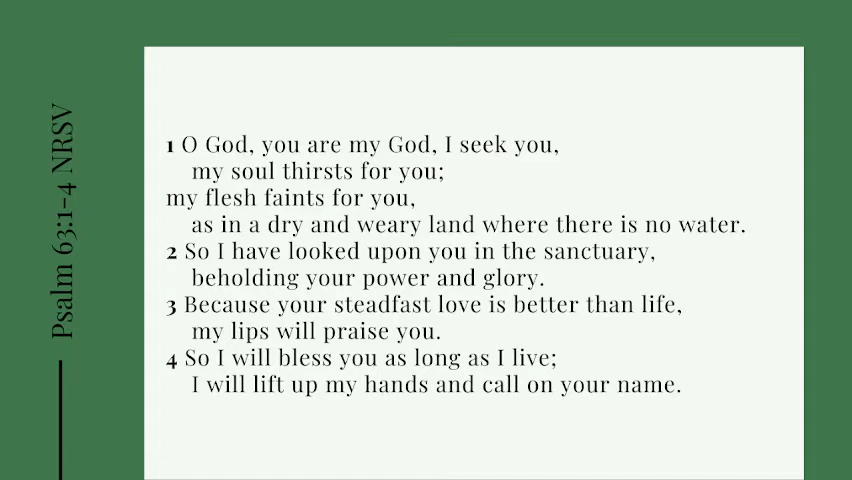 Psalm 63:1-4 NRSV
1 O God, you are my God, I seek you,
my soul thirsts for you;
my flesh faints for you,
as in a dry and weary land where there is no water.
2 So I have looked upon you in the sanctuary,
beholding your power and glory.
3 Because your steadfast love is better than life,
my lips will praise you.
4 So I will bless you as long as I live;
I will lift up my hands and call on your name.